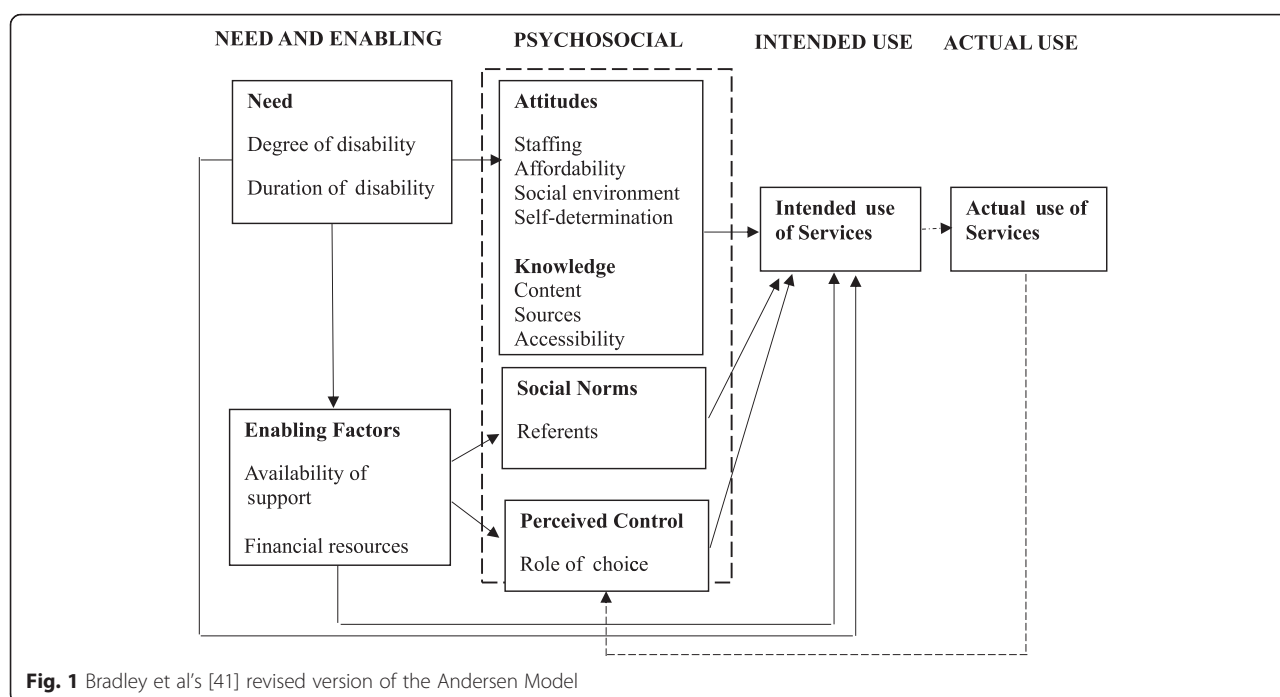 NEED AND ENABLING
PSYCHOSOCIAL
INTENDED USE
ACTUAL USE
Need
Degree of disability
Duration of disability
Enabling Factors
Availability of
support
Financial resources
Attitudes
Staffing
Affordability
Social environment
Self-determination
Knowledge
Content
Sources
Accessibility
Social Norms
Referents
Perceived Control
Role of choice
Intended use
of Services
Actual use of
Services
Fig. 1 Bradley et al's [41] revised version of the Andersen Model